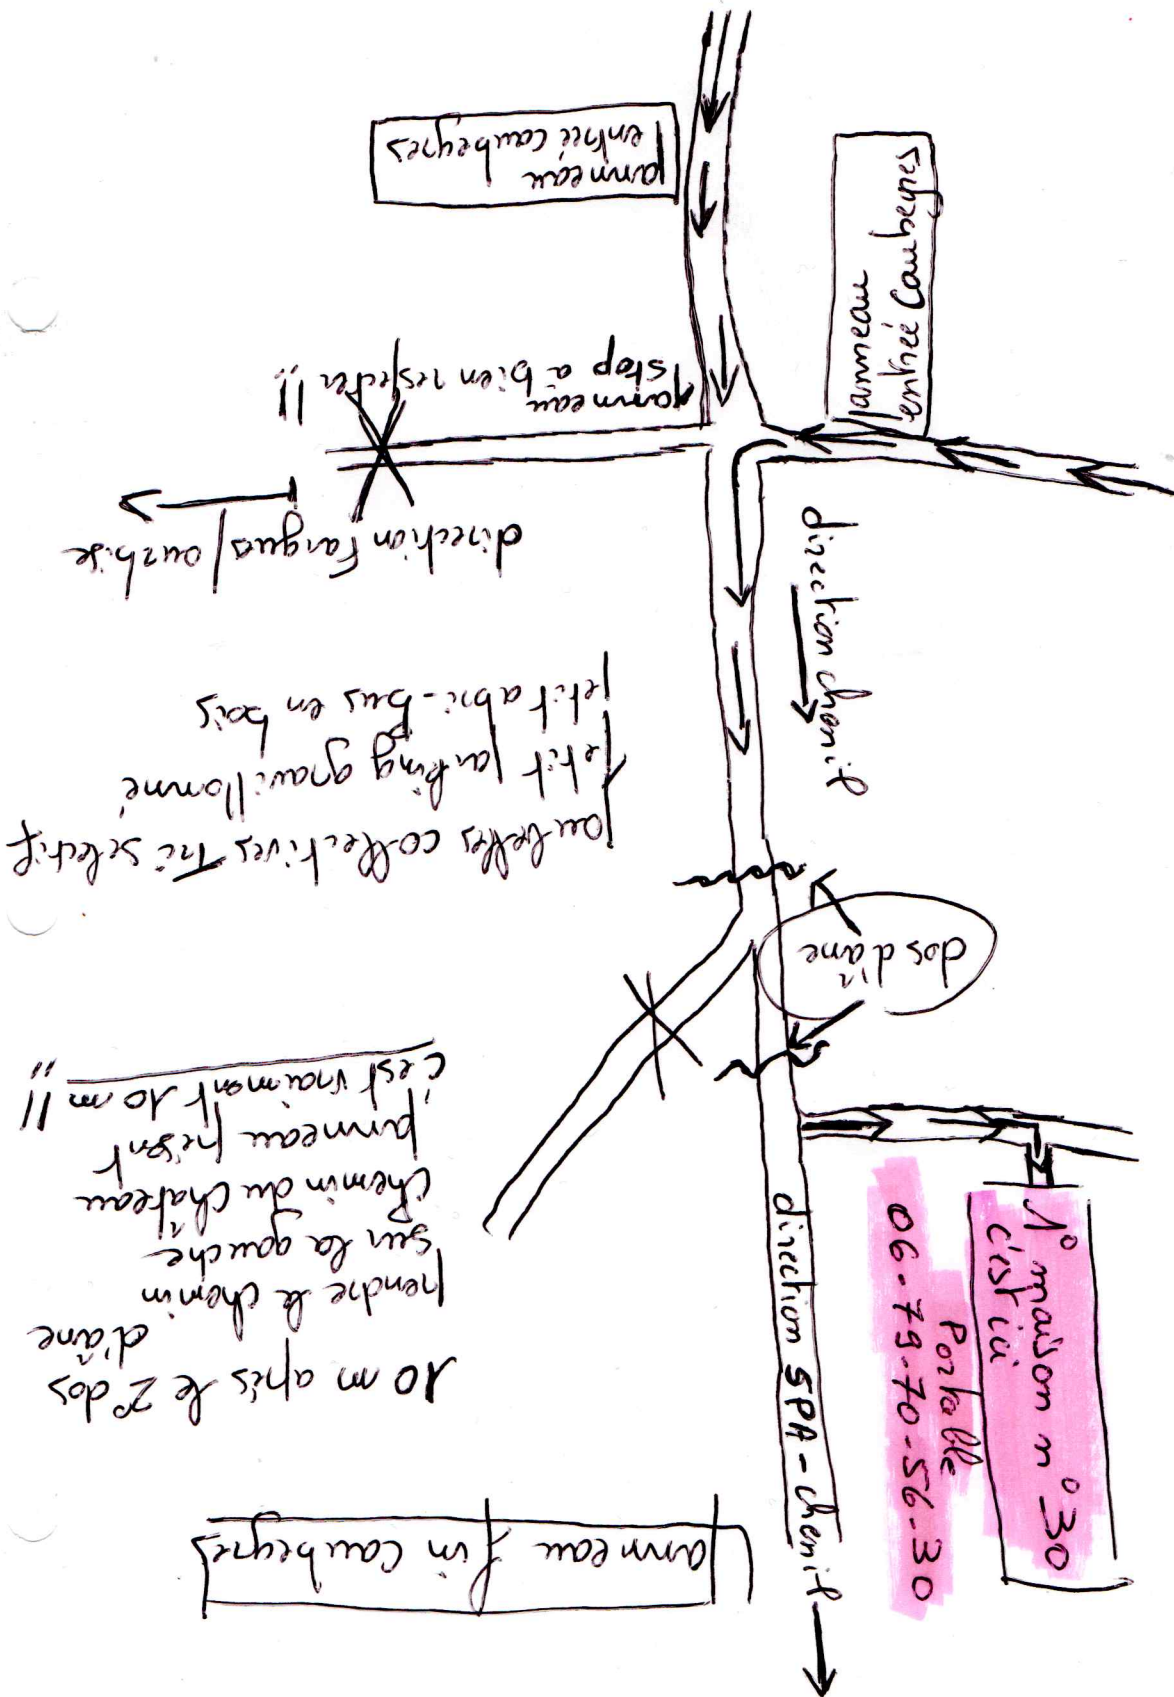 panneau
entrée caubeyres
panneau
entrée Caubeyres
panneau
stop a bien respecter !!
direction Fargues/ourbise
direction chenil
petit abri-bus en bois
petit parking gravillonné
poubelles collectives Tri selectif
dos d'âne
10 m après le 2° dos
d'âne
prendre le chemin
sur la gauche
chemin du chateau
panneau présent
c'est vraiment 10 m !!
direction SPA-chenil
1° maison n°30
c'est ici
Portable
06-79-70-56-30
panneau fin caubeyres